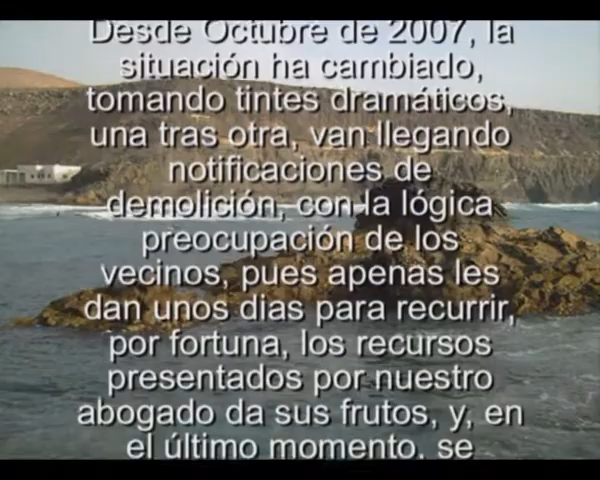 Desde Octubre de 2007, la
situación ha cambiado,
tomando tintes dramáticos,
una tras otra, van llegando
notificaciones de
demolición, con la lógica
preocupación de los
vecinos, pues apenas les
dan unos dias para recurrir,
por fortuna, los recursos
presentados por nuestro
abogado da sus frutos, y, en
el último momento, se